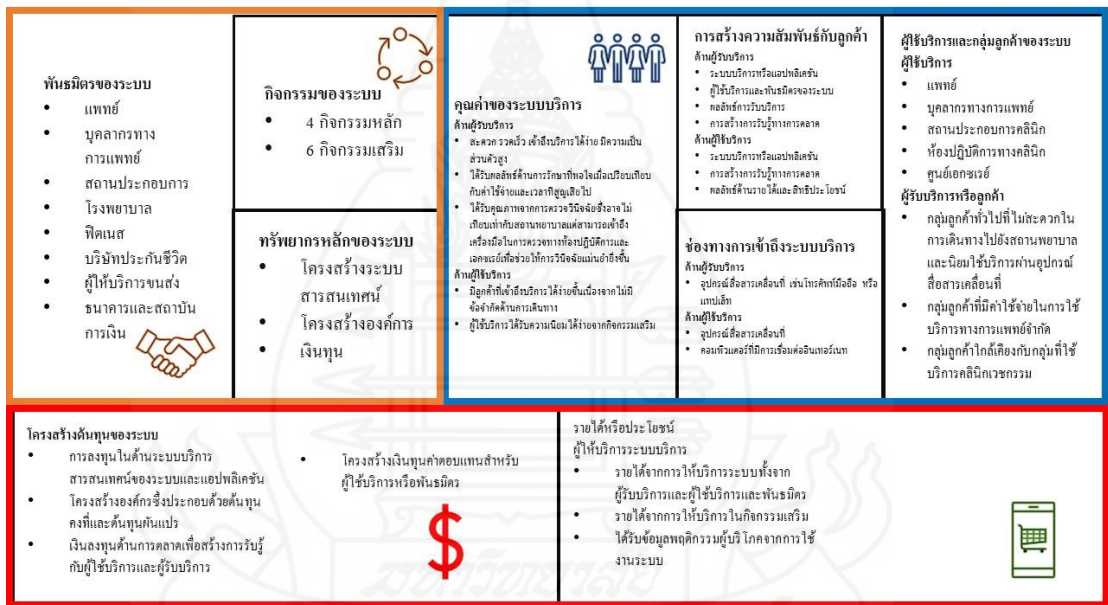 พันธมิตรของระบบ
• แพทย์
• บุคลากรทาง
การแพทย์
• สถานประกอบการ
• โรงพยาบาล
• ฟิตเนส
• บริษัทประกันชีวิต
• ผู้ให้บริการขนส่ง
• ธนาคารและสถาบัน
การเงิน
กิจกรรมของระบบ
• 4 กิจกรรมหลัก
• 6 กิจกรรมเสริม
ทรัพยากรหลักของระบบ
• โครงสร้างระบบ
สารสนเทศน์
• โครงสร้างองค์การ
• เงินทุน
คุณค่าของระบบบริการ
ด้านผู้รับบริการ
• สะดวก รวดเร็ว เข้าถึงบริการได้ง่าย มีความเป็น
ส่วนตัวสูง
• ได้รับผลลัพธ์ด้านการรักษาที่พอใจเมื่อเปรียบเทียบ
กับค่าใช้จ่ายและเวลาที่สูญเสียไป
• ได้รับคุณภาพจากการตรวจวินิจฉัยซึ่งอาจไม่
เทียบเท่ากับสถานพยาบาลแต่สามารถเข้าถึง
เครื่องมือในการตรวจทางห้องปฏิบัติการและ
เอกซเรย์เพื่อช่วยให้การวินิจฉัยแม่นยำยิ่งขึ้น
ด้านผู้ใช้บริการ
• มีลูกค้าที่เข้าถึงบริการได้ง่ายขึ้นเนื่องจากไม่มี
ข้อจำกัดด้านการเดินทาง
• ผู้ใช้บริการได้รับความนิยมได้ง่ายจากกิจกรรมเสริม
การสร้างความสัมพันธ์กับลูกค้า
ด้านผู้รับบริการ
• ระบบบริการหรือแอปพลิเคชัน
• ผู้ใช้บริการและพันธมิตรของระบบ
• ผลลัพธ์การรับบริการ
• การสร้างการรับรู้ทางการตลาด
ด้านผู้ใช้บริการ
• ระบบบริการหรือแอปพลิเคชัน
• การสร้างการรับรู้ทางการตลาด
• ผลลัพธ์ด้านรายได้และสิทธิประโยชน์
ช่องทางการเข้าถึงระบบบริการ
ด้านผู้รับบริการ
• อุปกรณ์สื่อสารเคลื่อนที่ เช่นโทรศัพท์มือถือ หรือ
แทปเล็ท
ด้านผู้ใช้บริการ
• อุปกรณ์สื่อสารเคลื่อนที่
• คอมพิวเตอร์ที่มีการเชื่อมต่ออินเทอร์เนท
ผู้ใช้บริการและกลุ่มลูกค้าของระบบ
ผู้ใช้บริการ
• แพทย์
• บุคลากรทางการแพทย์
• สถานประกอบการคลินิก
• ห้องปฏิบัติการทางคลินิก
• ศูนย์เอกซเรย์
ผู้รับบริการหรือลูกค้า
• กลุ่มลูกค้าทั่วไปที่ไม่สะดวกใน
การเดินทางไปยังสถานพยาบาล
และนิยมใช้บริการผ่านอุปกรณ์
สื่อสารเคลื่อนที่
• กลุ่มลูกค้าที่มีค่าใช้จ่ายในการใช้
บริการทางการแพทย์จำกัด
• กลุ่มลูกค้าใกล้เคียงกับกลุ่มที่ใช้
บริการคลินิกเวชกรรม
โครงสร้างต้นทุนของระบบ
• การลงทุนในด้านระบบบริการ
สารสนเทศน์ของระบบและแอปพลิเคชัน
• โครงสร้างองค์กรซึ่งประกอบด้วยต้นทุน
คงที่และต้นทุนผันแปร
• เงินลงทุนด้านการตลาดเพื่อสร้างการรับรู้
กับผู้ใช้บริการและผู้รับบริการ
• โครงสร้างเงินทุนค่าตอบแทนสำหรับ
ผู้ใช้บริการหรือพันธมิตร
$
รายได้หรือประโยชน์
ผู้ให้บริการระบบบริการ
• รายได้จากการให้บริการระบบทั้งจาก
ผู้รับบริการและผู้ใช้บริการและพันธมิตร
• รายได้จากการให้บริการในกิจกรรมเสริม
• ได้รับข้อมูลพฤติกรรมผู้บริโภคจากการใช้
งานระบบ